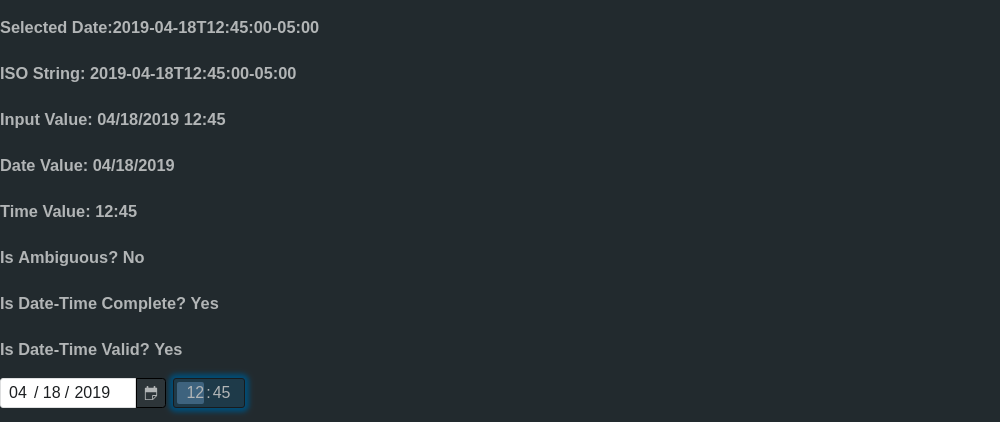 Selected Date:2019-04-18T12:45:00-05:00
ISO String: 2019-04-18T12:45:00-05:00
Input Value: 04/18/2019 12:45
Date Value: 04/18/2019
Time Value: 12:45
Is Ambiguous? No
Is Date-Time Complete? Yes
Is Date-Time Valid? Yes
04 / 18 / 2019 12:45